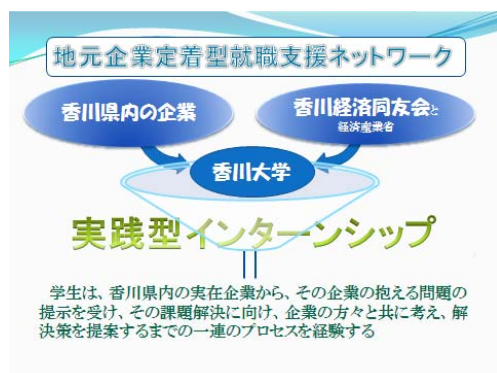 地元企業定着型就職支援ネットワーク
香川県内の企業
香川経済同友会と
経済産業省
香川大学
実践型インターンシップ
学生は、香川県内の実在企業から、その企業の抱える問題の
提示を受け、その課題解決に向け、企業の方々と共に考え、解
決策を提案するまでの一連のプロセスを経験する